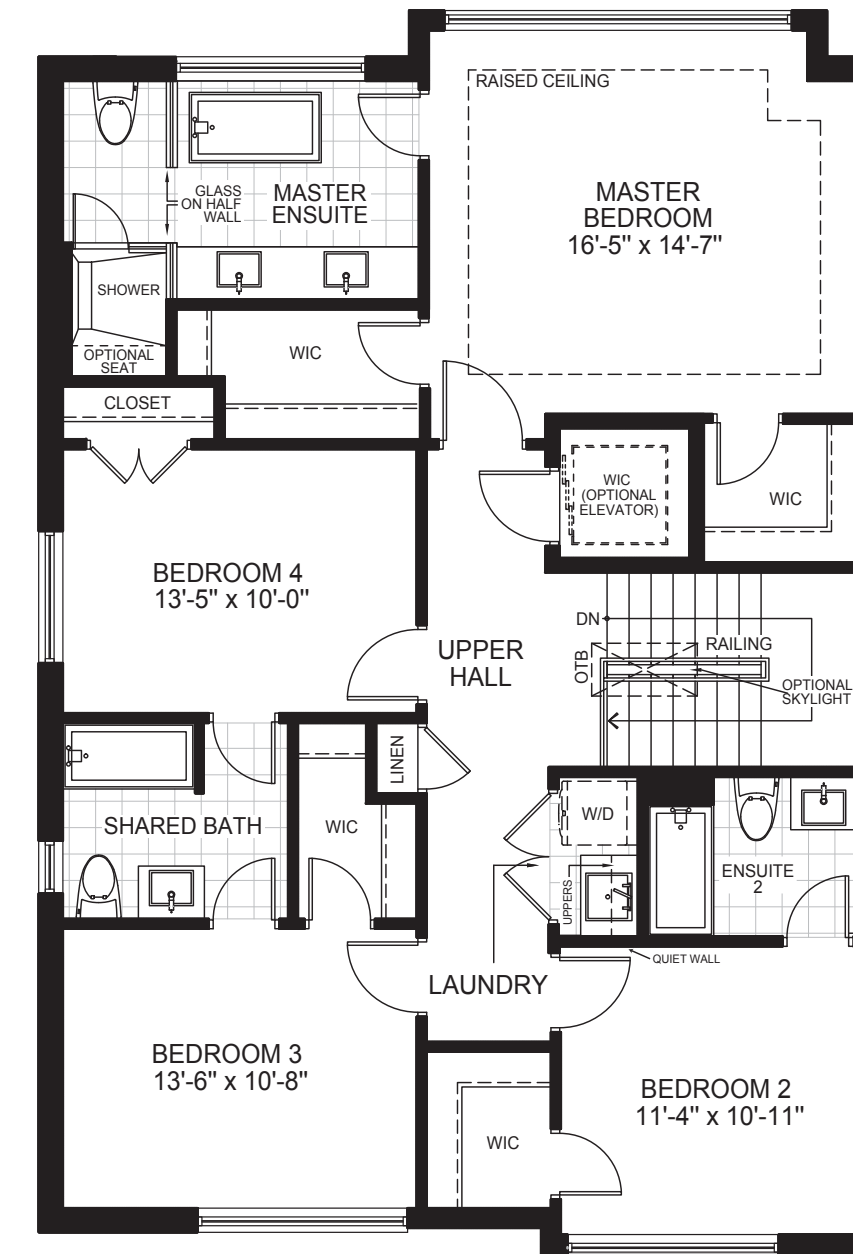 RAISED CEILING
GLASS
ON HALF
WALL
MASTER
ENSUITE
MASTER
BEDROOM
16'-5" x 14'-7"
SHOWER
OPTIONAL
SEAT
WIC
CLOSET
WIC
(OPTIONAL
ELEVATOR)
WIC
BEDROOM 4
13'-5" x 10'-0"
UPPER
HALL
DN
RAILING
OTB
OPTIONAL
SKYLIGHT
LINEN
SHARED BATH
WIC
W/D
UPPERS
ENSUITE
2
QUIET WALL
LAUNDRY
BEDROOM 3
13'-6" x 10'-8"
BEDROOM 2
11'-4" x 10'-11"
WIC